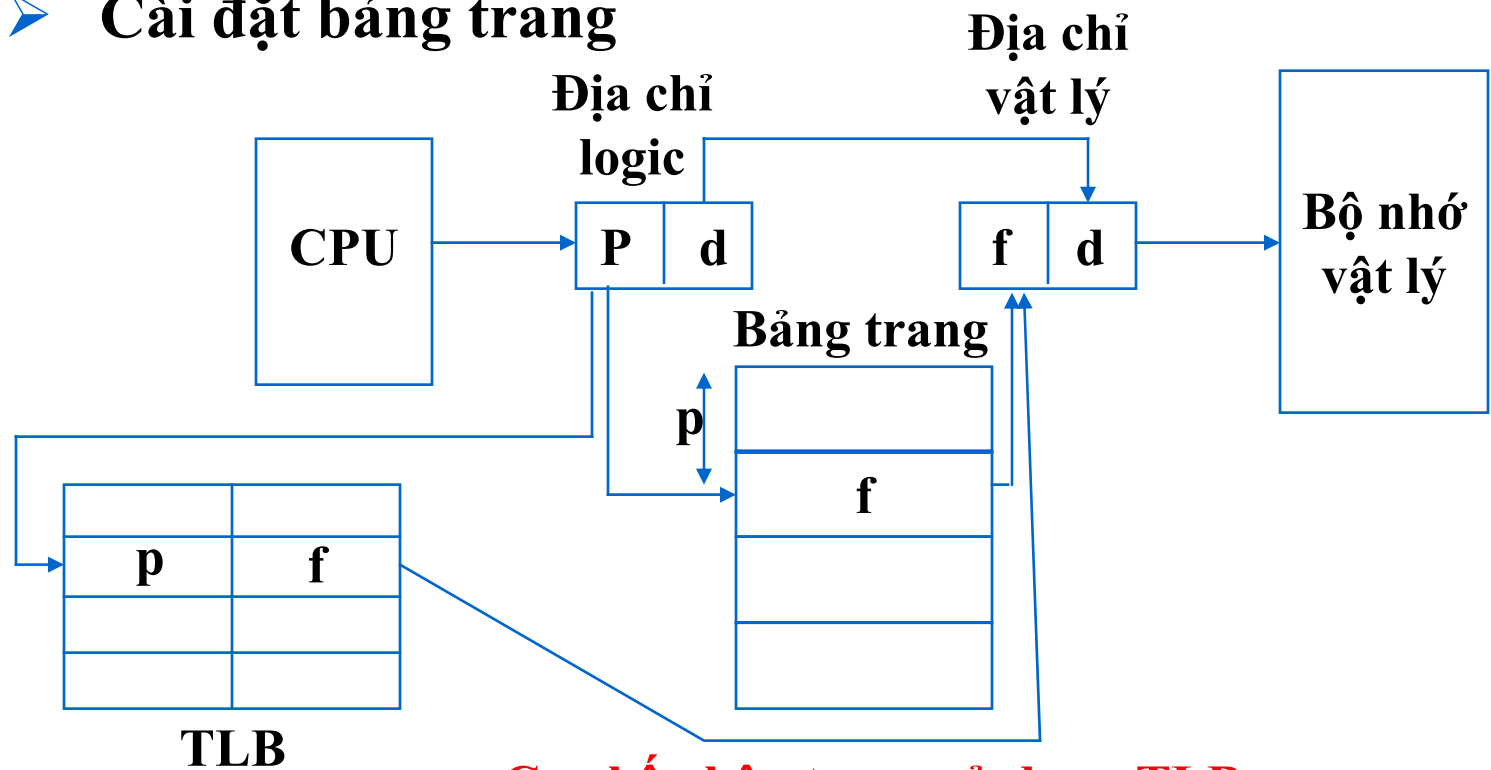 Cài đặt bảng trang
Địa chỉ
logic
Địa chỉ
vật lý
CPU
P d
f d
Bộ nhớ
vật lý
Bảng trang
p
f
p f
TLB
TLB